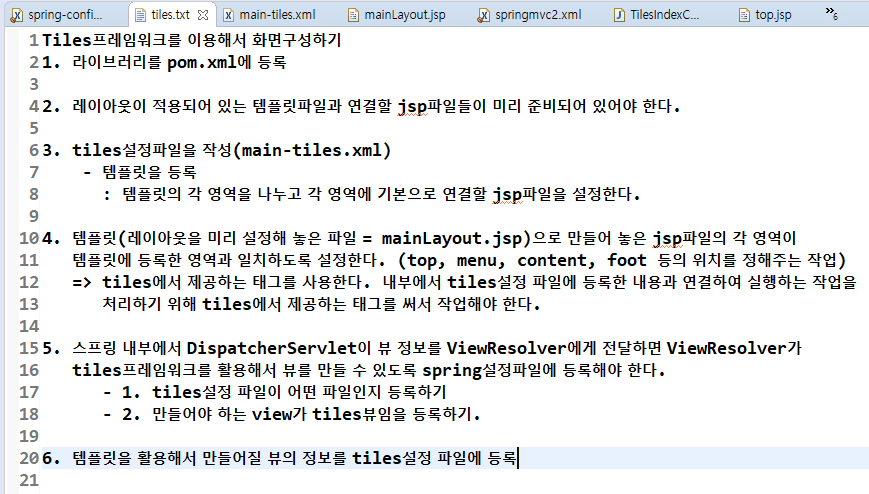 spring-confi... tiles.txt main-tiles.xml mainLayout.jsp springmvc2.xml TilesIndexC... top.jsp »6
1 Tiles프레임워크를 이용해서 화면구성하기
2 1. 라이브러리를 pom.xml에 등록
3
4 2. 레이아웃이 적용되어 있는 템플릿파일과 연결할 jsp파일들이 미리 준비되어 있어야 한다.
5
6 3. tiles설정파일을 작성(main-tiles.xml)
7 - 템플릿을 등록
8 : 템플릿의 각 영역을 나누고 각 영역에 기본으로 연결할 jsp파일을 설정한다.
9
10 4. 템플릿(레이아웃을 미리 설정해 놓은 파일 = mainLayout.jsp)으로 만들어 놓은 jsp파일의 각 영역이
11 템플릿에 등록한 영역과 일치하도록 설정한다. (top, menu, content, foot 등의 위치를 정해주는 작업)
12 => tiles에서 제공하는 태그를 사용한다. 내부에서 tiles설정 파일에 등록한 내용과 연결하여 실행하는 작업을
13 처리하기 위해 tiles에서 제공하는 태그를 써서 작업해야 한다.
14
15 5. 스프링 내부에서 DispatcherServlet이 뷰 정보를 ViewResolver에게 전달하면 ViewResolver가
16 tiles프레임워크를 활용해서 뷰를 만들 수 있도록 spring설정파일에 등록해야 한다.
17 - 1. tiles설정 파일이 어떤 파일인지 등록하기
18 - 2. 만들어야 하는 view가 tiles뷰임을 등록하기.
19
20 6. 템플릿을 활용해서 만들어질 뷰의 정보를 tiles설정 파일에 등록
21